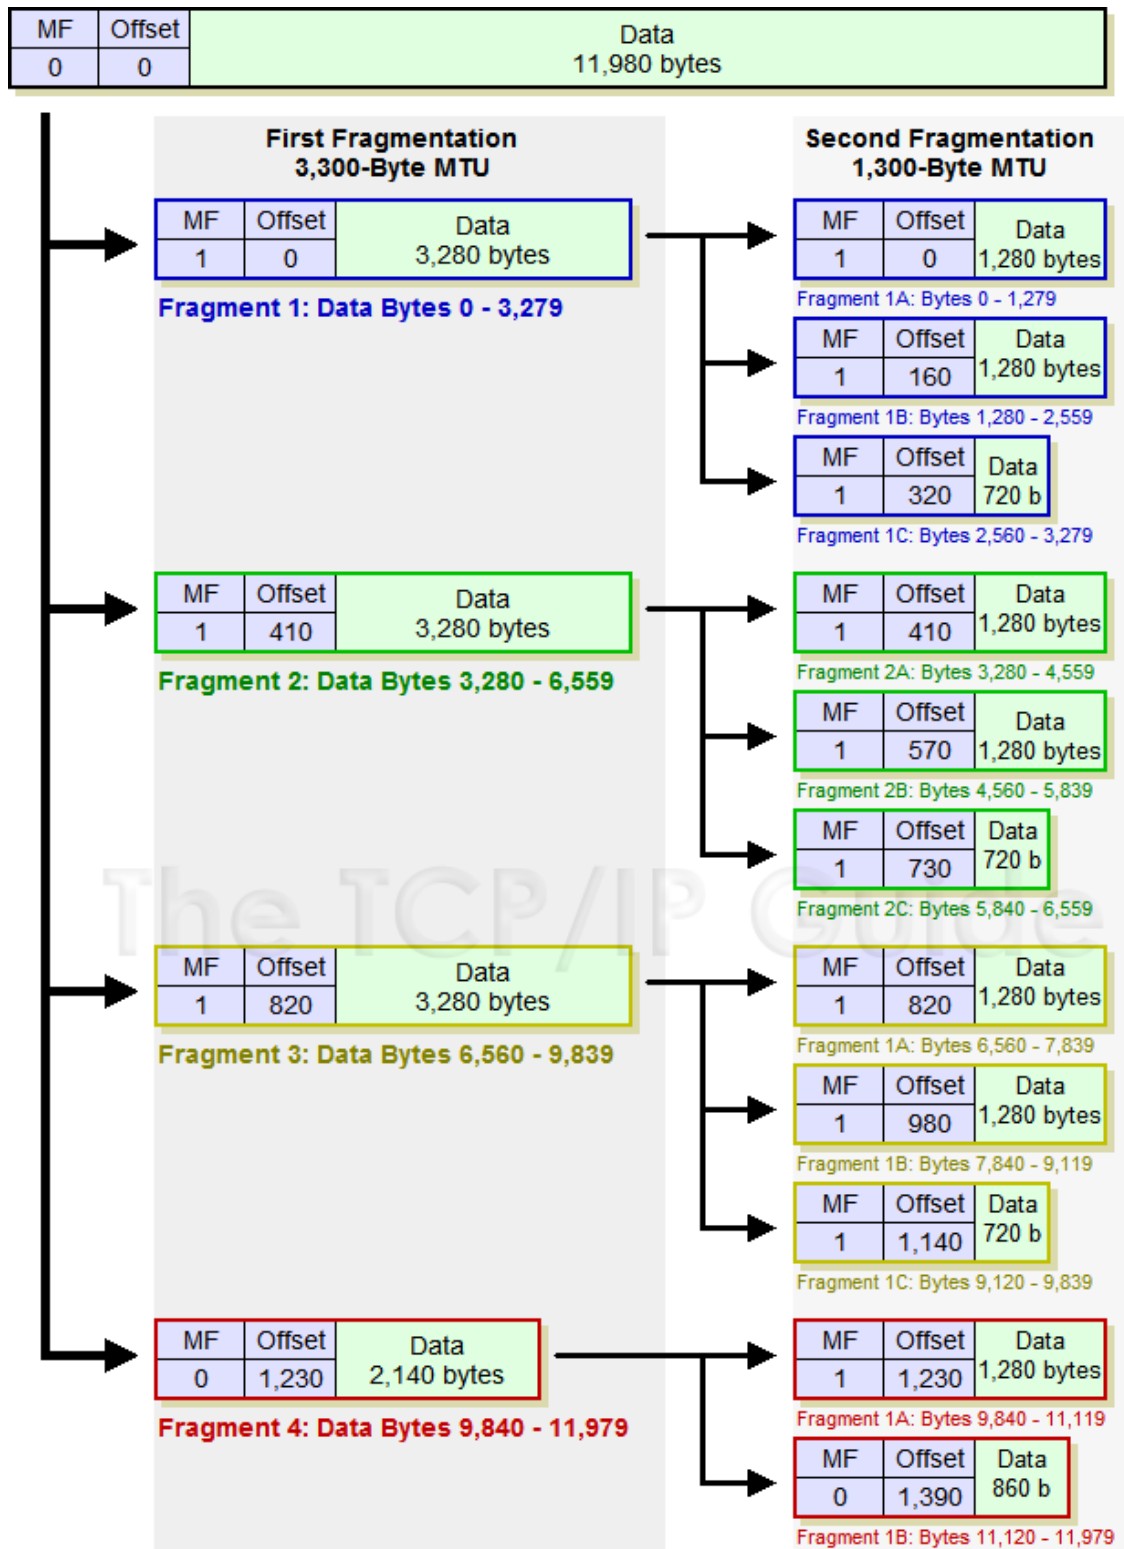 MF Offset Data
0 0 11,980 bytes
First Fragmentation
3,300-Byte MTU
Second Fragmentation
1,300-Byte MTU
MF Offset Data
1 0 3,280 bytes
Fragment 1: Data Bytes 0 - 3,279
MF Offset Data
1 0 1,280 bytes
Fragment 1A: Bytes 0 - 1,279
MF Offset Data
1 160 1,280 bytes
Fragment 1B: Bytes 1,280 - 2,559
MF Offset Data
1 320 720 b
Fragment 1C: Bytes 2,560 - 3,279
MF Offset Data
1 410 3,280 bytes
Fragment 2: Data Bytes 3,280 - 6,559
MF Offset Data
1 410 1,280 bytes
Fragment 2A: Bytes 3,280 - 4,559
MF Offset Data
1 570 1,280 bytes
Fragment 2B: Bytes 4,560 - 5,839
MF Offset Data
1 730 720 b
Fragment 2C: Bytes 5,840 - 6,559
The TCP/IP Guide
MF Offset Data
1 820 3,280 bytes
Fragment 3: Data Bytes 6,560 - 9,839
MF Offset Data
1 820 1,280 bytes
Fragment 1A: Bytes 6,560 - 7,839
MF Offset Data
1 980 1,280 bytes
Fragment 1B: Bytes 7,840 - 9,119
MF Offset Data
1 1,140 720 b
Fragment 1C: Bytes 9,120 - 9,839
MF Offset Data
0 1,230 2,140 bytes
Fragment 4: Data Bytes 9,840 - 11,979
MF Offset Data
1 1,230 1,280 bytes
Fragment 1A: Bytes 9,840 - 11,119
MF Offset Data
0 1,390 860 b
Fragment 1B: Bytes 11,120 - 11,979